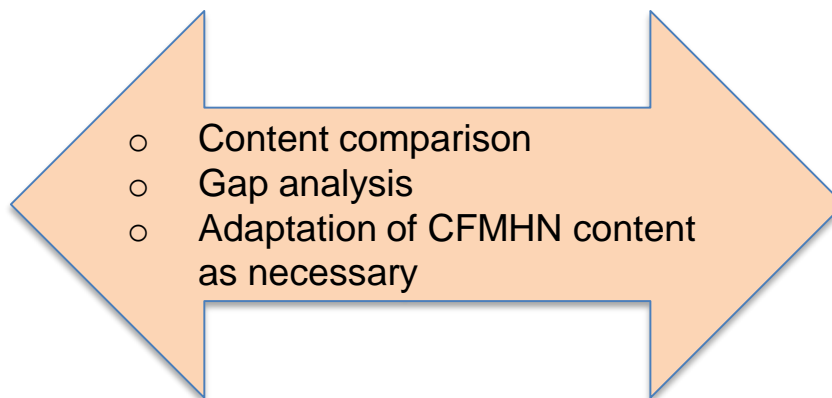 o Content comparison
o Gap analysis
o Adaptation of CFMHN content
as necessary